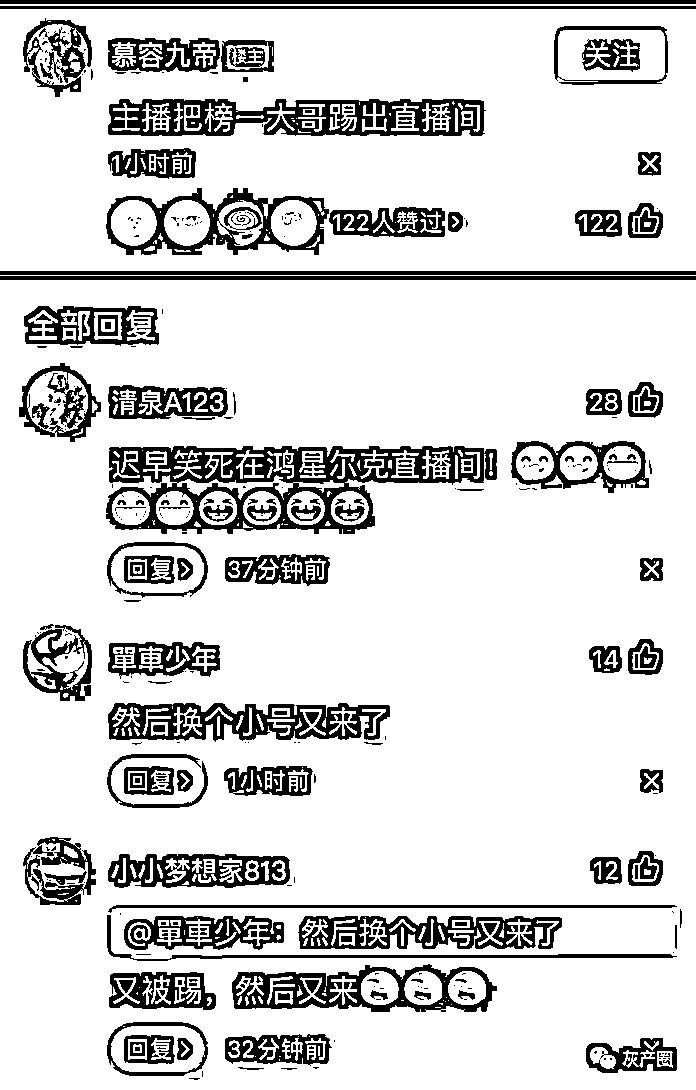 慕容九帝 楼主
关注
主播把榜一大哥踢出直播间
1小时前
122人赞过
122
全部回复
清泉A123
28
迟早笑死在鸿星尔克直播间！
回复
37分钟前
單車少年
14
然后换个小号又来了
回复
1小时前
小小梦想家813
12
@單車少年：然后换个小号又来了
又被踢，然后又来
回复
32分钟前
灰产圈